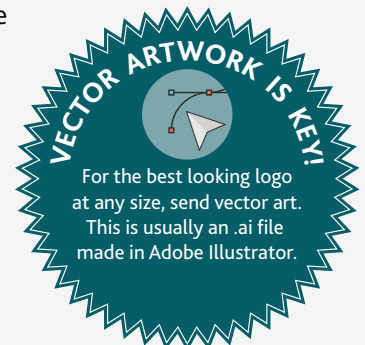 e
VECTOR ARTWORK IS KEY!
For the best looking logo
at any size, send vector art.
This is usually an .ai file
made in Adobe Illustrator.